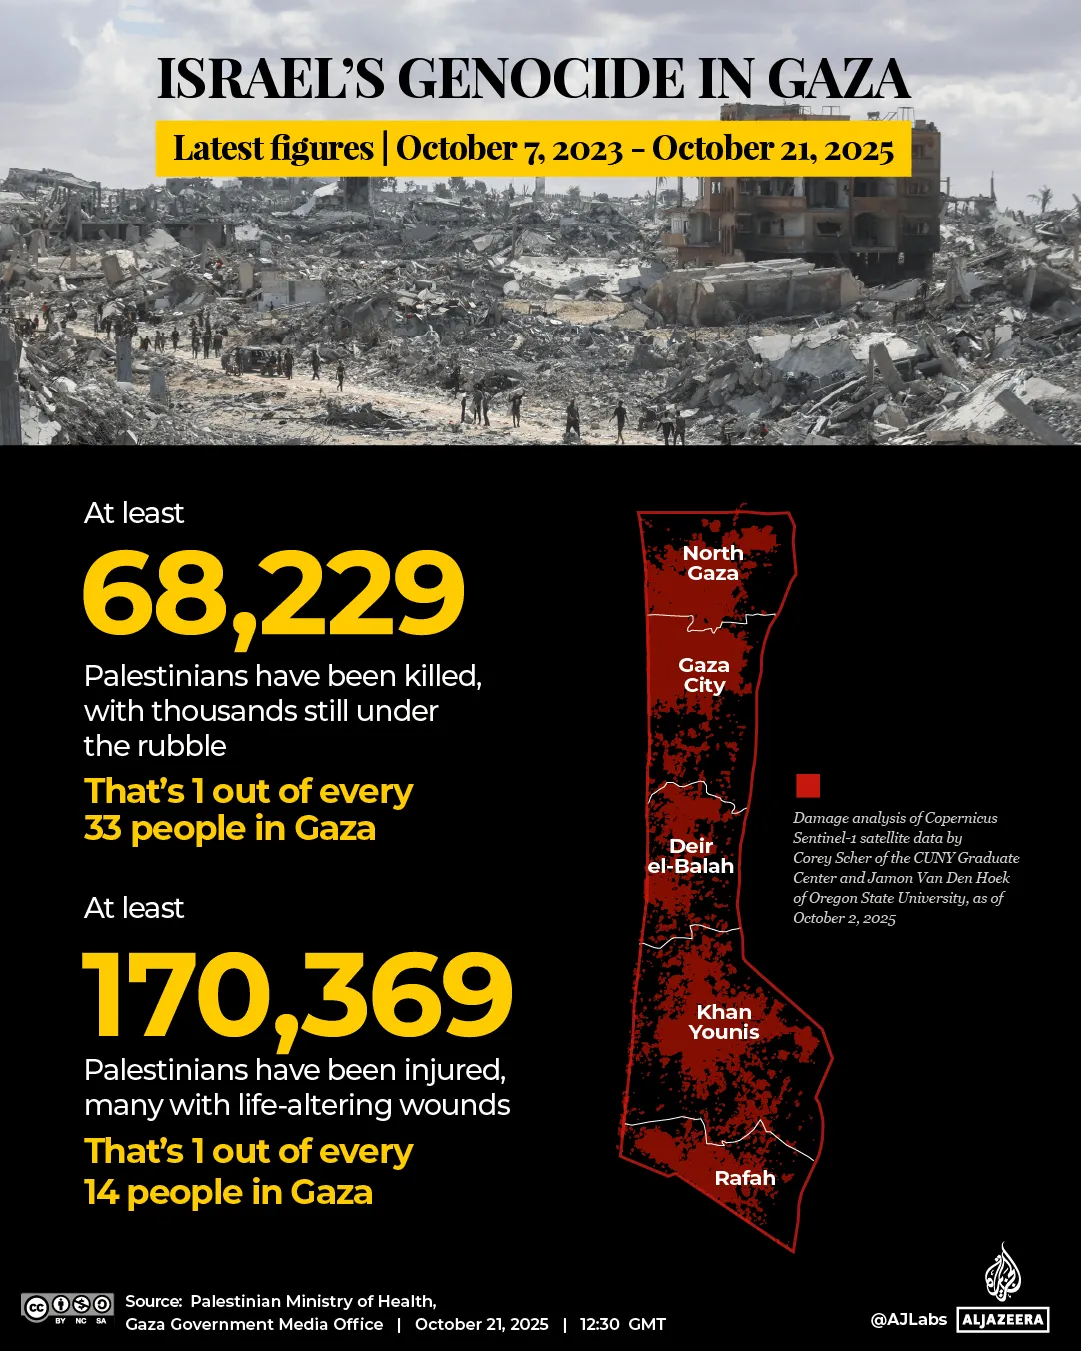 ISRAEL'S GENOCIDE IN GAZA
Latest figures | October 7, 2023 - October 21, 2025
At least
68,229
Palestinians have been killed,
with thousands still under
the rubble
That's 1 out of every
33 people in Gaza
At least
170,369
Palestinians have been injured,
many with life-altering wounds
That's 1 out of every
14 people in Gaza
North
Gaza
Gaza
City
Deir
el-Balah
Khan
Younis
Rafah
Damage analysis of Copernicus
Sentinel-1 satellite data by
Corey Scher of the CUNY Graduate
Center and Jamon Van Den Hoek
of Oregon State University, as of
October 2, 2025
cc BY NC SA
Source: Palestinian Ministry of Health,
Gaza Government Media Office | October 21, 2025 | 12:30 GMT
@AJLabs
ALJAZEERA